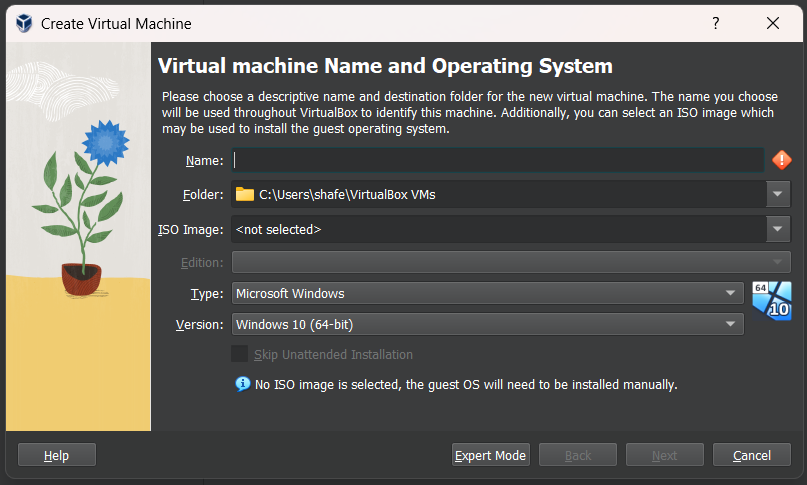 Create Virtual Machine
?
Virtual machine Name and Operating System
Please choose a descriptive name and destination folder for the new virtual machine. The name you choose
will be used throughout VirtualBox to identify this machine. Additionally, you can select an ISO image which
may be used to install the guest operating system.
Name:
Folder: C:\Users\shafe\VirtualBox VMs
ISO Image: <not selected>
Edition:
Type: Microsoft Windows
64
10
Version: Windows 10 (64-bit)
Skip Unattended Installation
No ISO image is selected, the guest OS will need to be installed manually.
Help Expert Mode Back Next Cancel